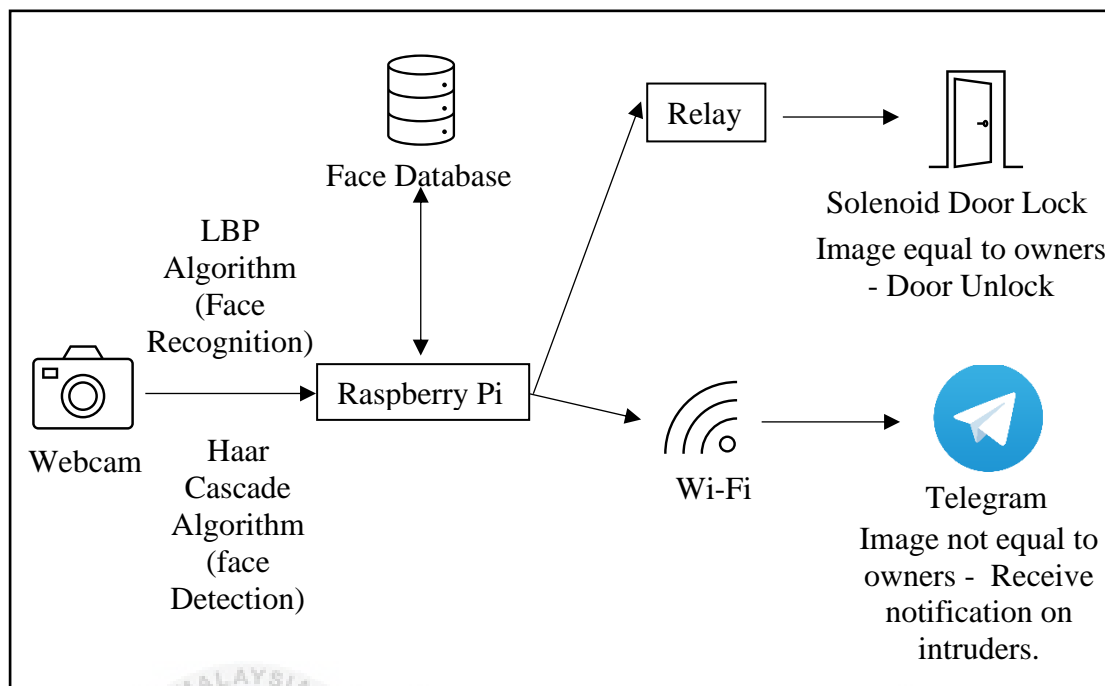 Face Database
Relay
Solenoid Door Lock
Image equal to owners
- Door Unlock
LBP
Algorithm
(Face
Recognition)
Webcam
Raspberry Pi
Haar
Cascade
Algorithm
(face
Detection)
Wi-Fi
Telegram
Image not equal to
owners -  Receive
notification on
intruders.
MALAYSIA